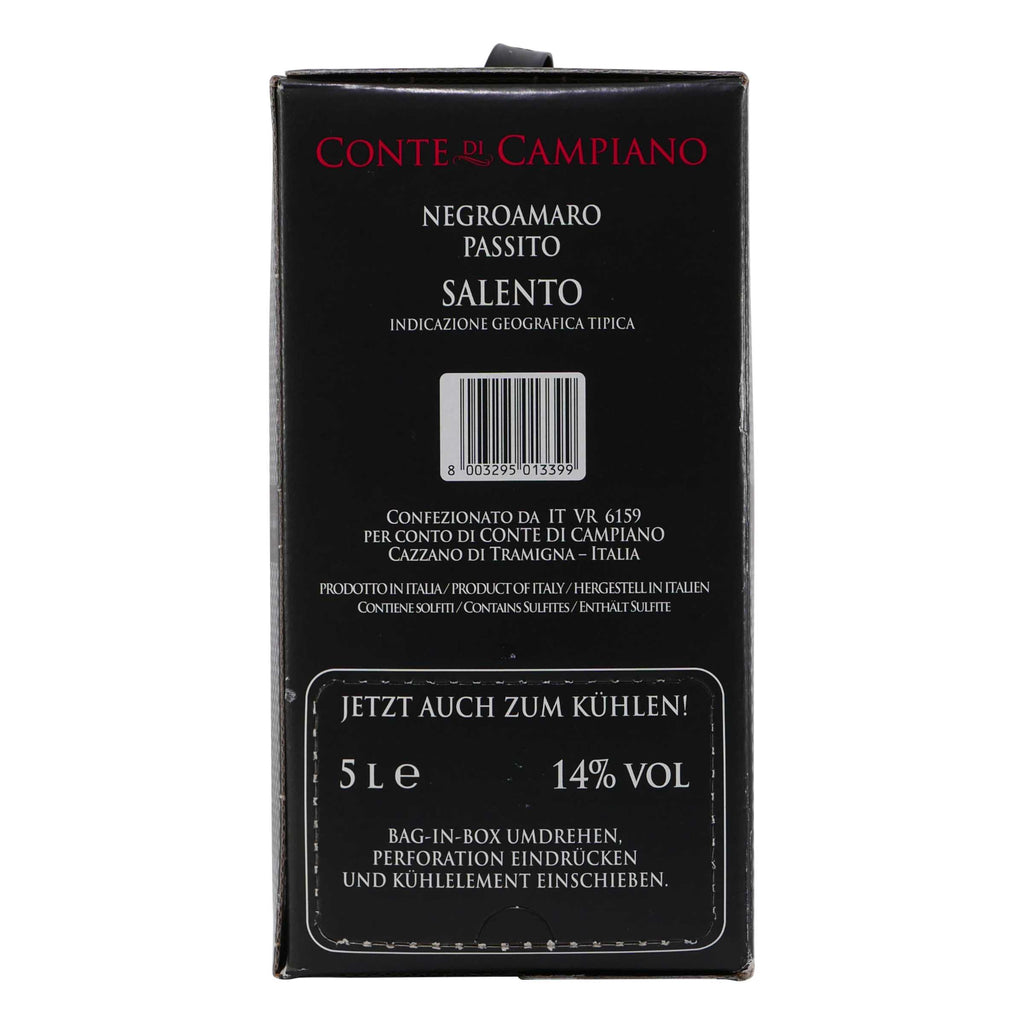 CONTE DI CAMPIANO
NEGROAMARO
PASSITO
SALENTO
INDICAZIONE GEOGRAFICA TIPICA
8 003295 013399
CONFEZIONATO DA IT VR 6159
PER CONTO DI CONTE DI CAMPIANO
CAZZANO DI TRAMIGNA – ITALIA
PRODOTTO IN ITALIA / PRODUCT OF ITALY / HERGESTELL IN ITALIEN
CONTIENE SOLFITI / CONTAINS SULFITES / ENTHÄLT SULFITE
JETZT AUCH ZUM KÜHLEN!
5 L ℮ 14% VOL
BAG-IN-BOX UMDREHEN,
PERFORATION EINDRÜCKEN
UND KÜHLELEMENT EINSCHIEBEN.